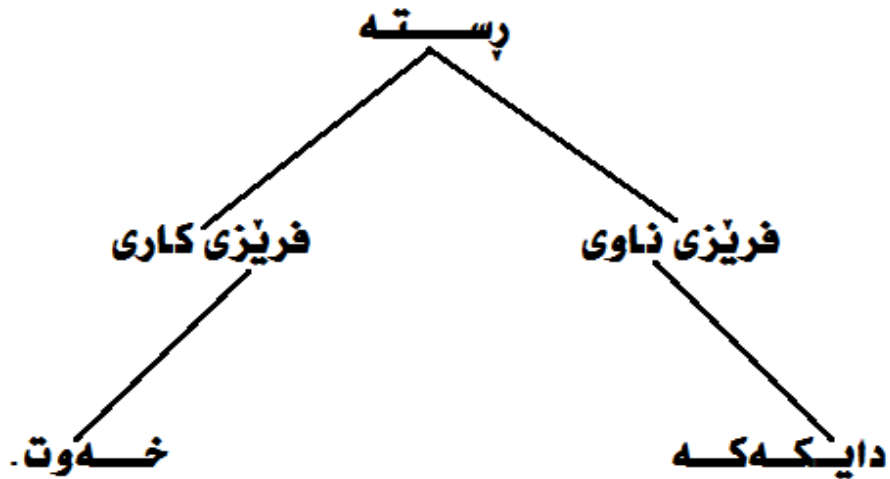 ڕستە
فرێزی ناوی فرێزی کاری
دایکەکە خەوت.